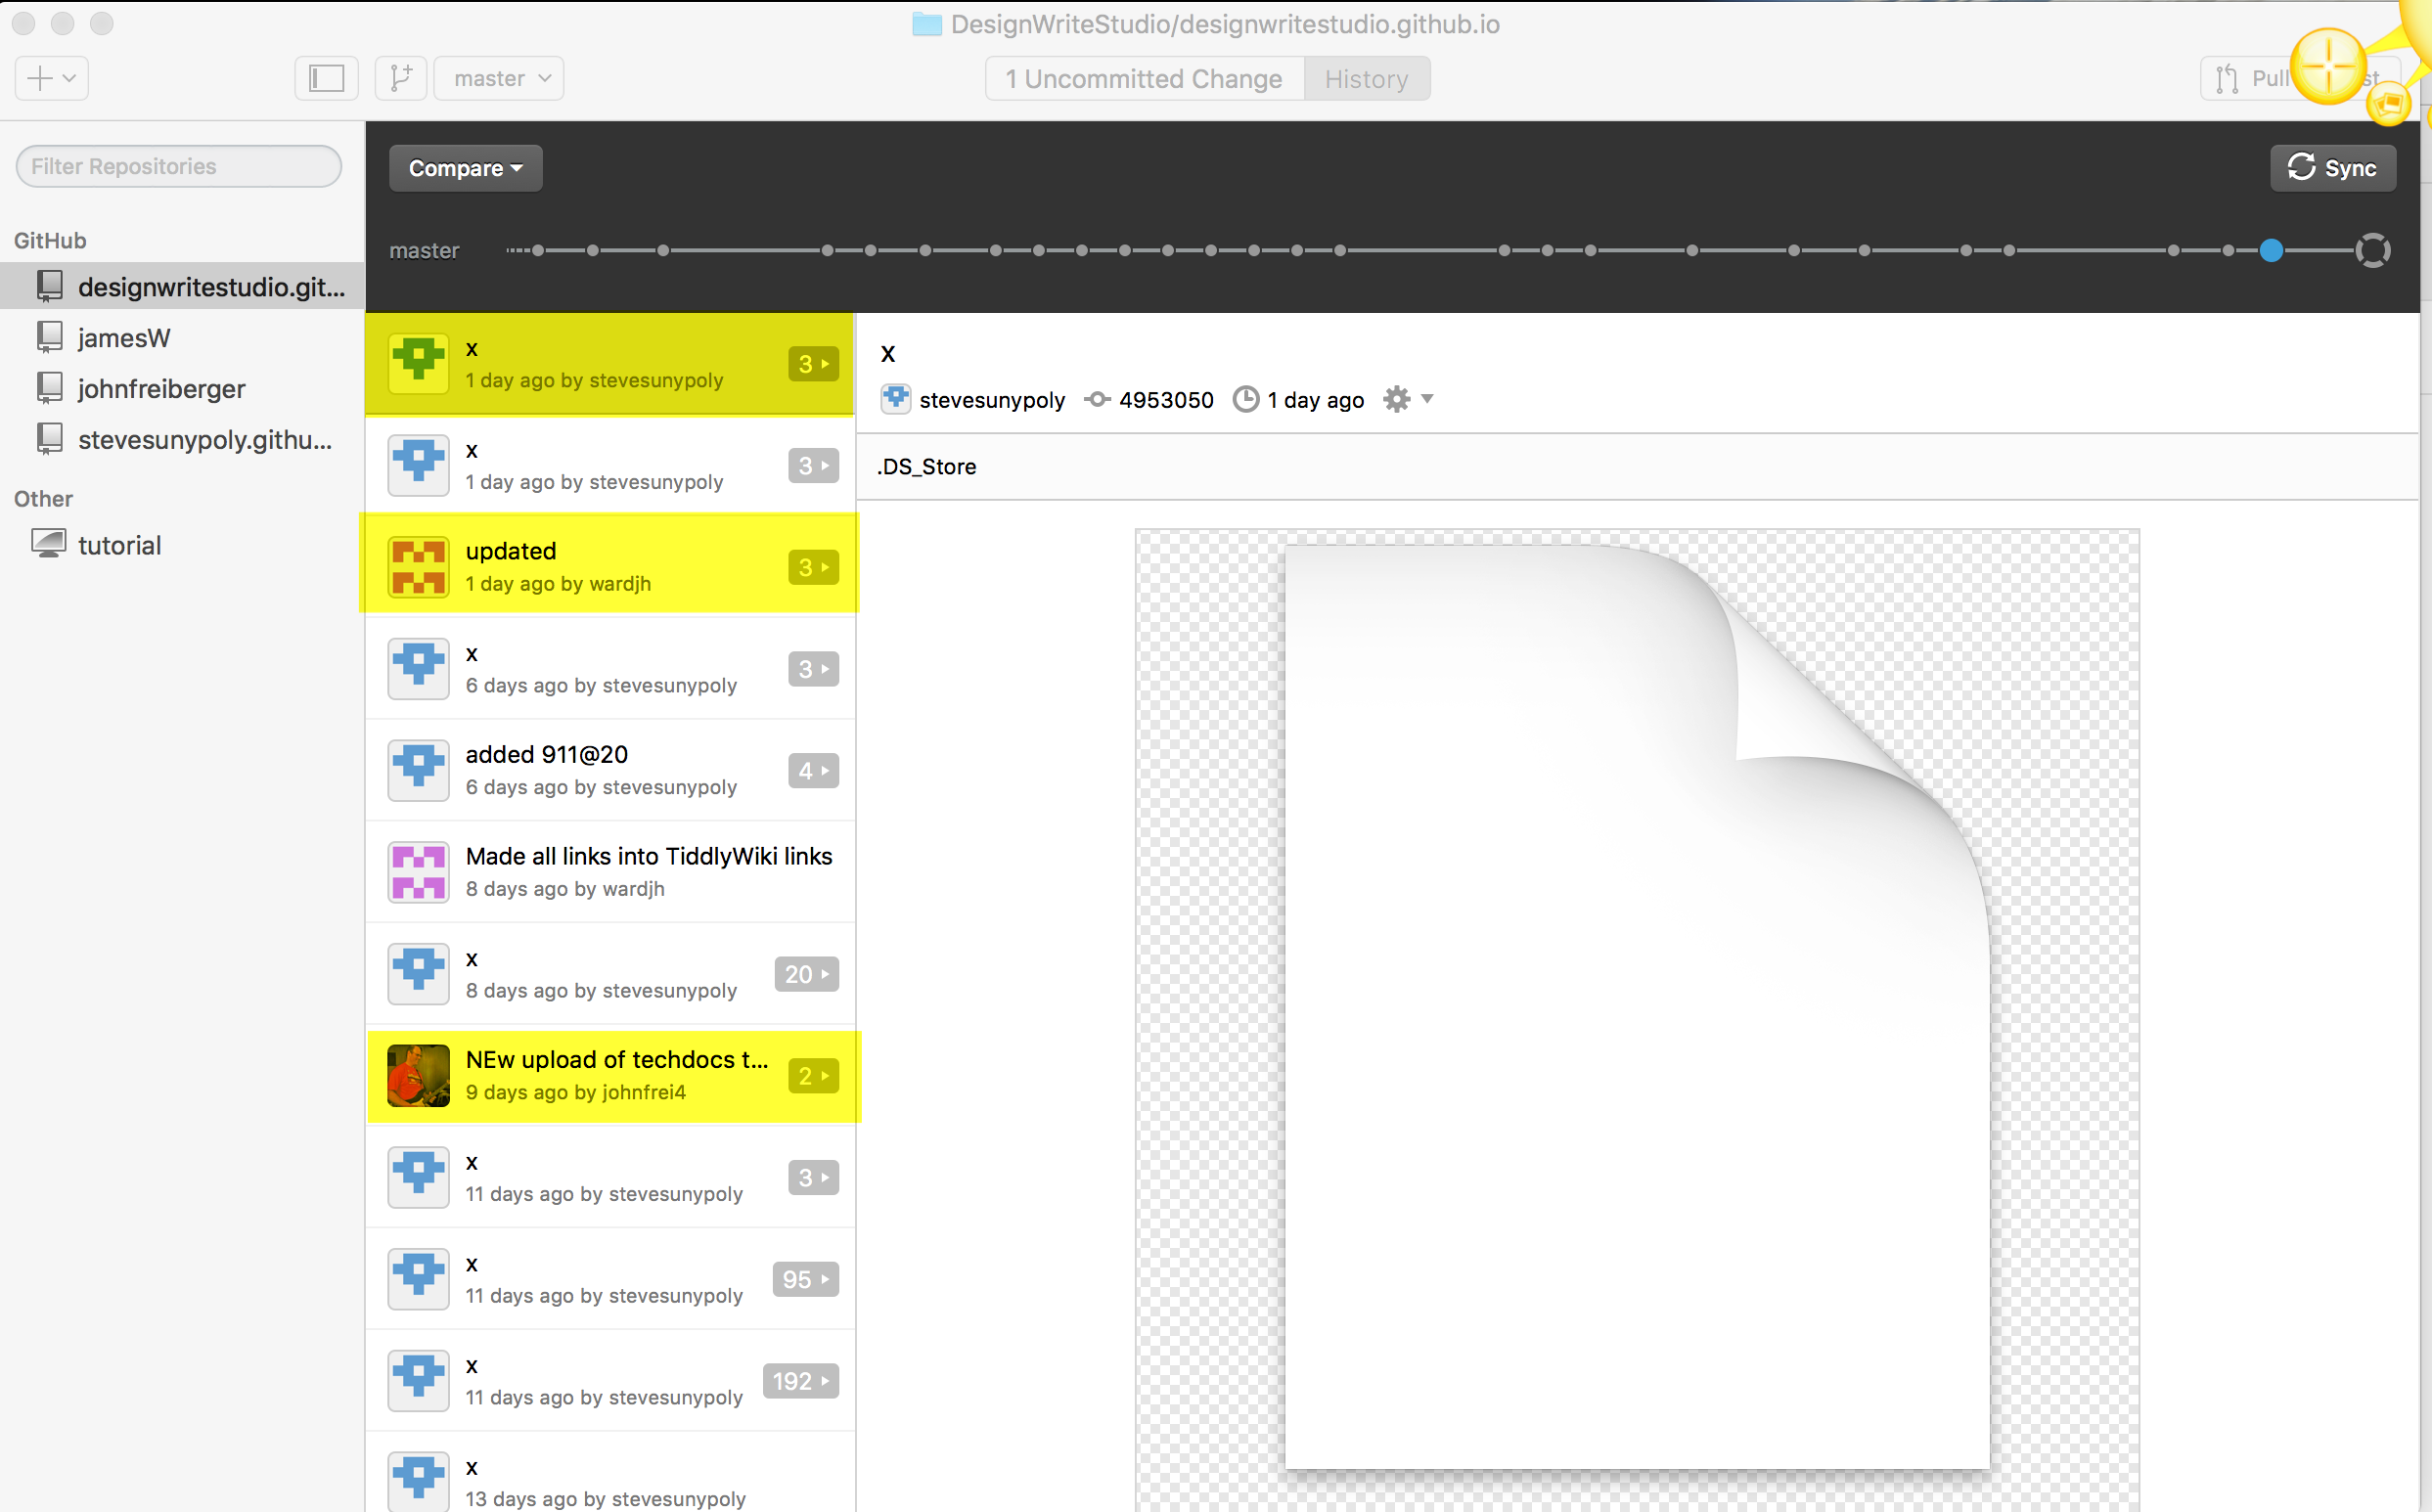 DesignWriteStudio/designwritestudio.github.io
master
1 Uncommitted Change
History
Pull
st
Filter Repositories
GitHub
designwritestudio.git...
jamesW
johnfreiberger
stevesunypoly.githu...
Other
tutorial
Compare
Sync
master
x
1 day ago by stevesunypoly
3
x
1 day ago by stevesunypoly
3
updated
1 day ago by wardjh
3
x
6 days ago by stevesunypoly
3
added 911@20
6 days ago by stevesunypoly
4
Made all links into TiddlyWiki links
8 days ago by wardjh
x
8 days ago by stevesunypoly
20
NEw upload of techdocs t...
9 days ago by johnfrei4
2
x
11 days ago by stevesunypoly
3
x
11 days ago by stevesunypoly
95
x
11 days ago by stevesunypoly
192
x
13 days ago by stevesunypoly
x
stevesunypoly 4953050 1 day ago
.DS_Store